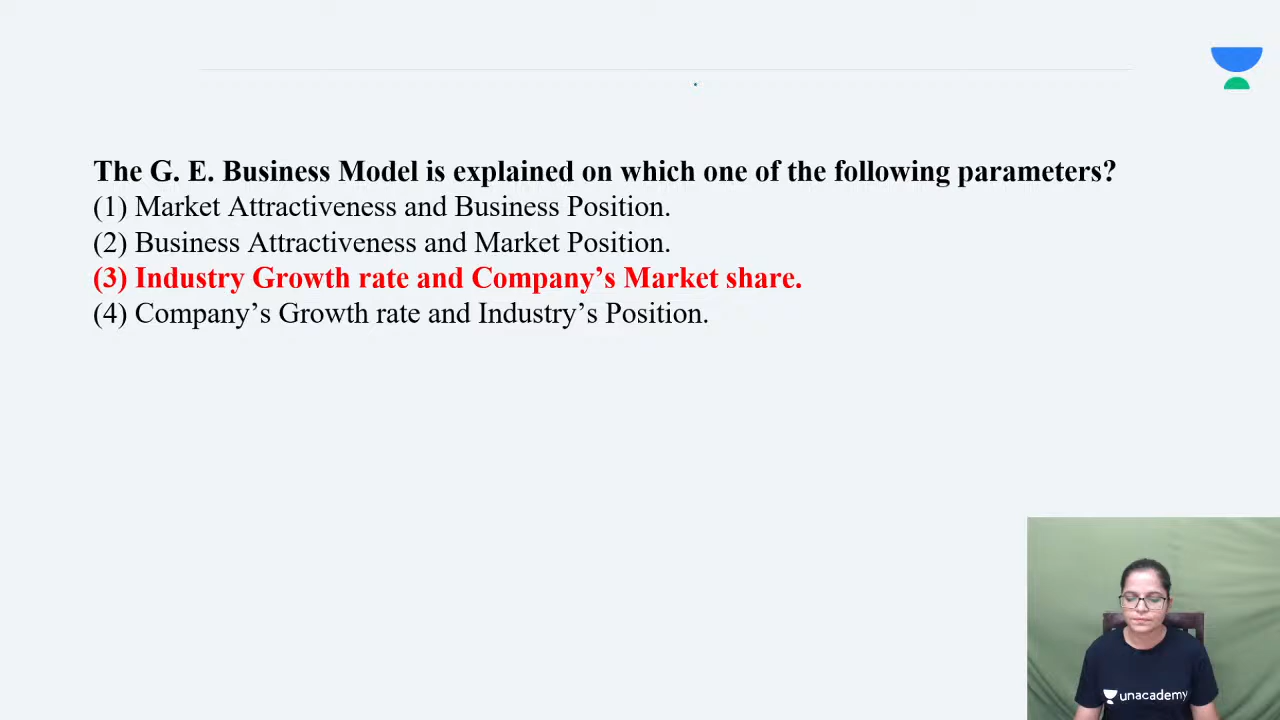 The G. E. Business Model is explained on which one of the following parameters?
(1) Market Attractiveness and Business Position.
(2) Business Attractiveness and Market Position.
(3) Industry Growth rate and Company’s Market share.
(4) Company’s Growth rate and Industry’s Position.
unacademy